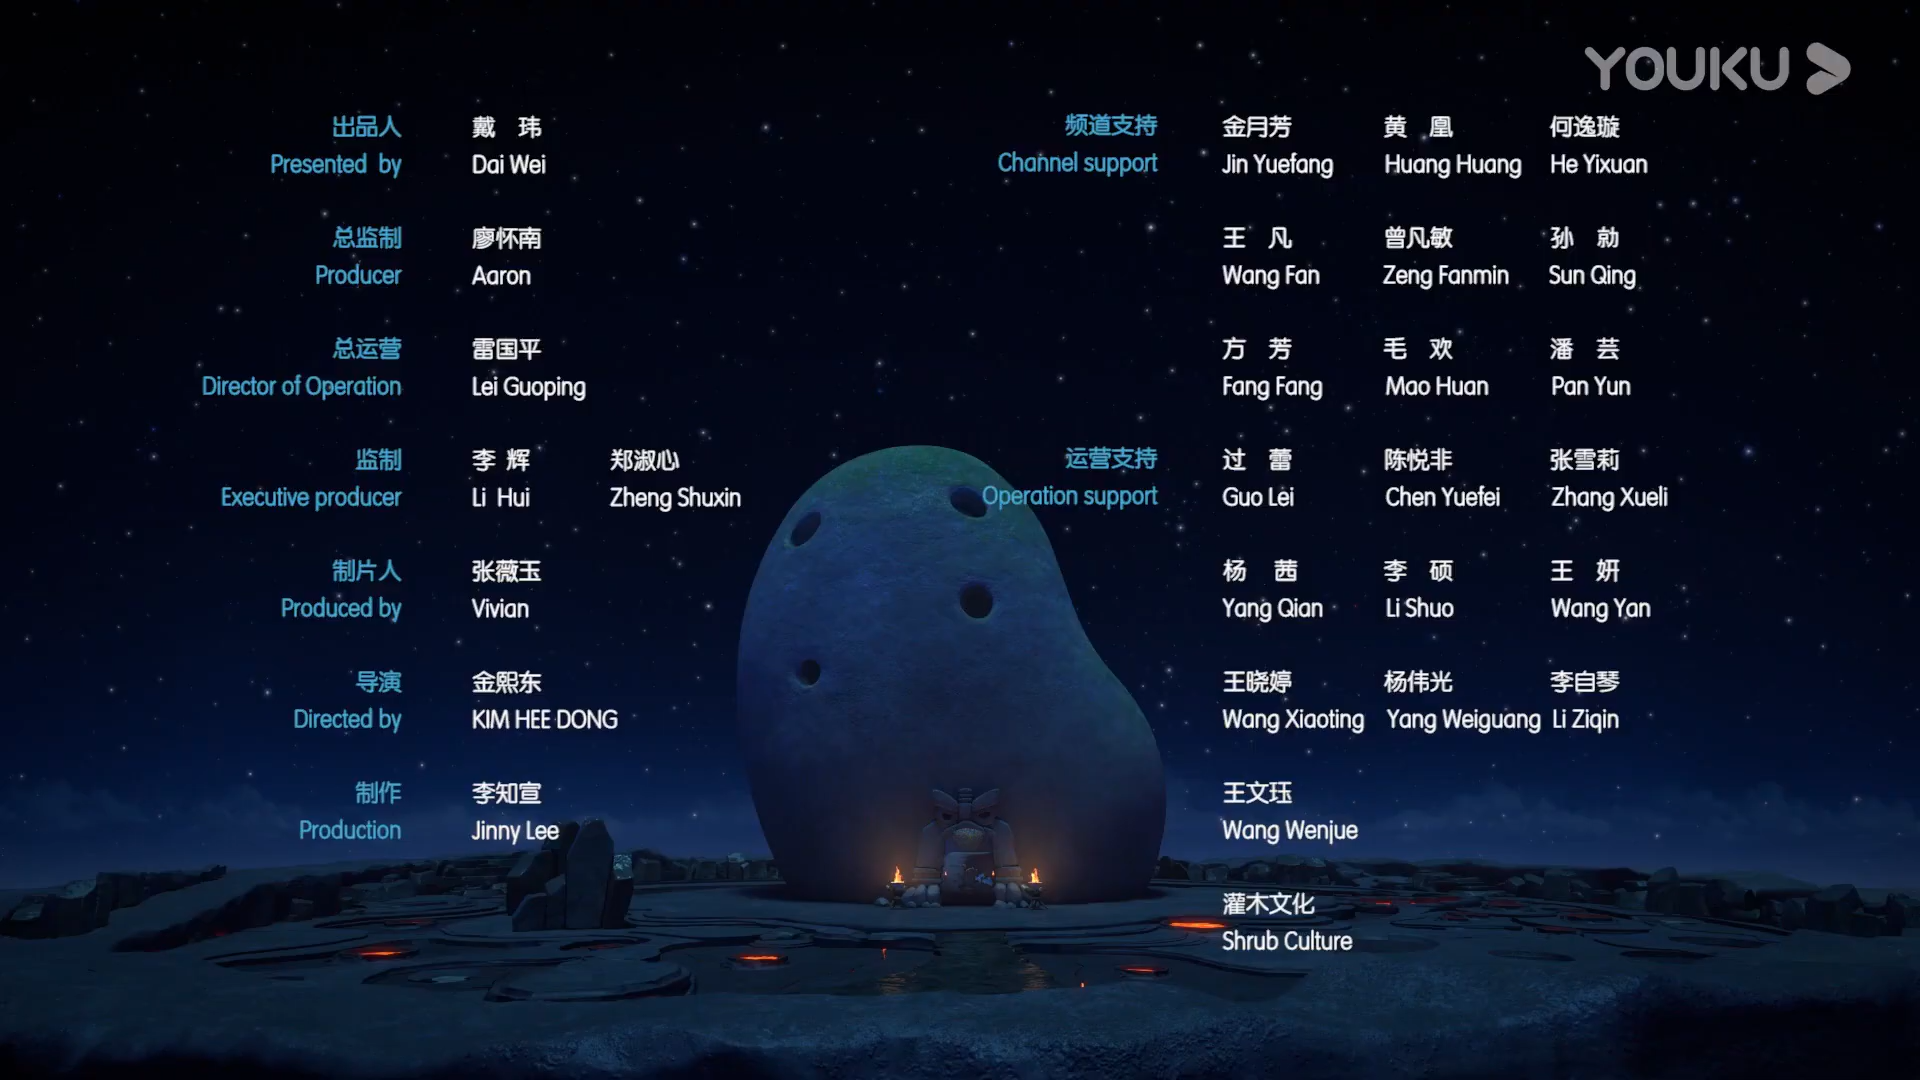 YOUKU
出品人 戴 玮
Presented by Dai Wei
总监制 廖怀南
Producer Aaron
总运营 雷国平
Director of Operation Lei Guoping
监制 李 辉 郑淑心
Executive producer Li Hui Zheng Shuxin
制片人 张薇玉
Produced by Vivian
导演 金熙东
Directed by KIM HEE DONG
制作 李知宣
Production Jinny Lee
频道支持 金月芳 黄 凰 何逸璇
Channel support Jin Yuefang Huang Huang He Yixuan
王 凡 曾凡敏 孙 勍
Wang Fan Zeng Fanmin Sun Qing
方 芳 毛 欢 潘 芸
Fang Fang Mao Huan Pan Yun
运营支持 过 蕾 陈悦非 张雪莉
Operation support Guo Lei Chen Yuefei Zhang Xueli
杨 茜 李 硕 王 妍
Yang Qian Li Shuo Wang Yan
王晓婷 杨伟光 李自琴
Wang Xiaoting Yang Weiguang Li Ziqin
王文珏
Wang Wenjue
灌木文化
Shrub Culture